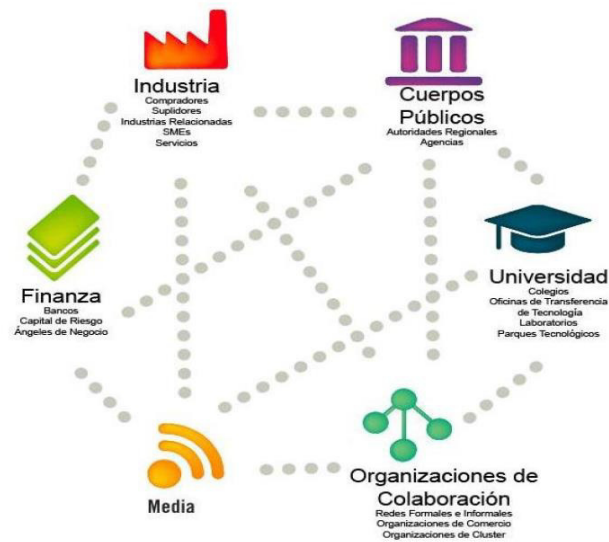 Industria
Compradores
Suplidores
Industrias Relacionadas
SMEs
Servicios
Cuerpos
Públicos
Autoridades Regionales
Agencias
Finanza
Bancos
Capital de Riesgo
Ángeles de Negocio
Universidad
Colegios
Oficinas de Transferencia
de Tecnología
Laboratorios
Parques Tecnológicos
Media
Organizaciones de
Colaboración
Redes Formales e Informales
Organizaciones de Comercio
Organizaciones de Cluster